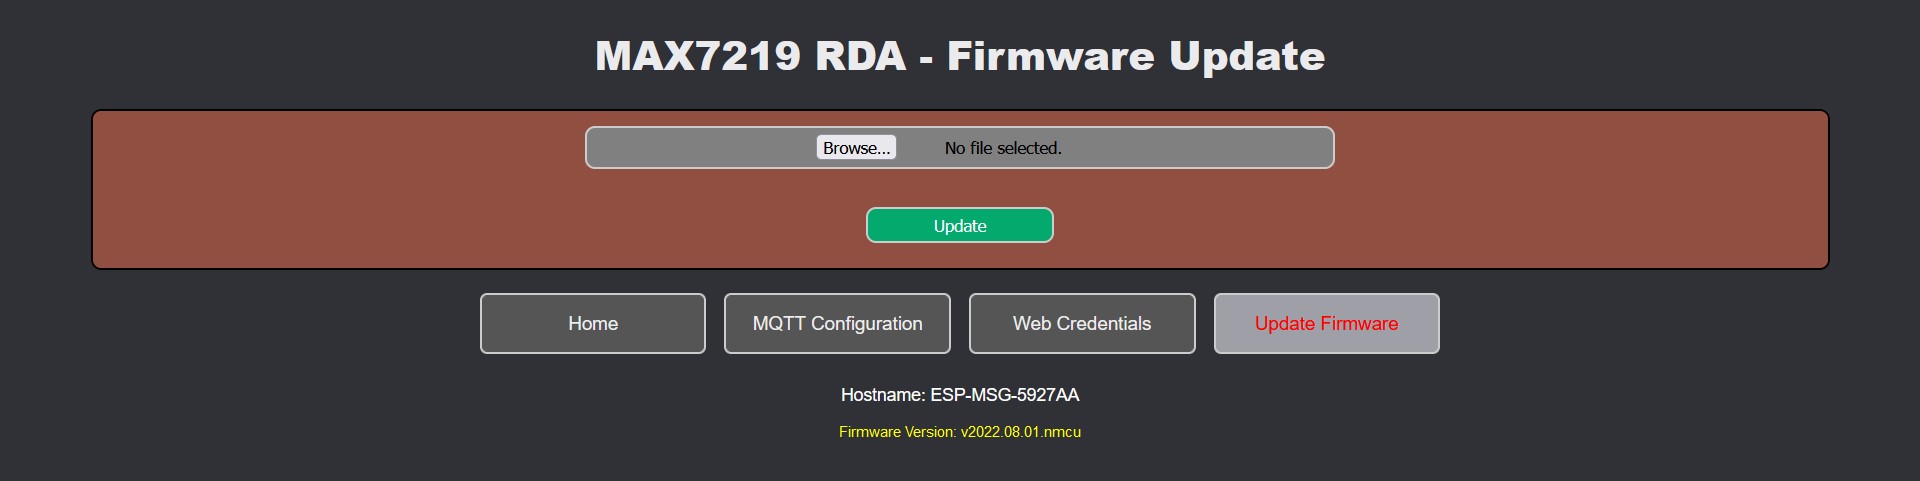 MAX7219 RDA - Firmware Update
Browse... No file selected.
Update
Home MQTT Configuration Web Credentials Update Firmware
Hostname: ESP-MSG-5927AA
Firmware Version: v2022.08.01.nmcu